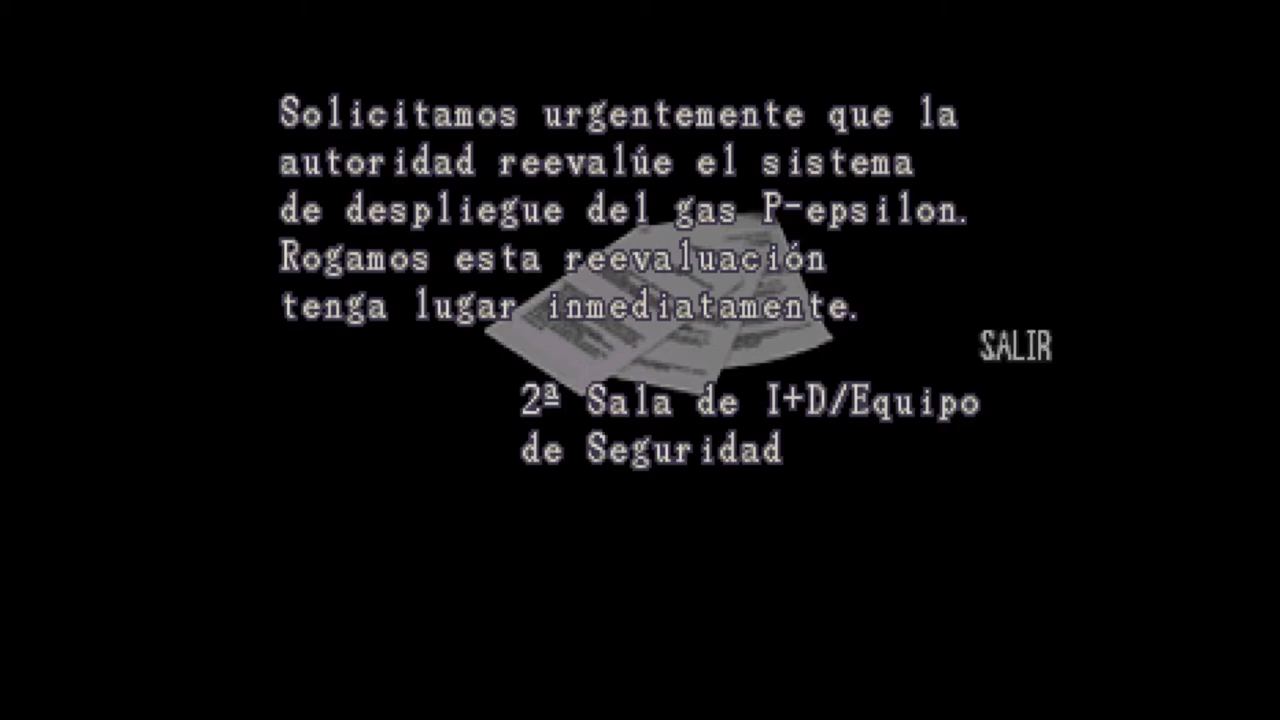 Solicitamos urgentemente que la
autoridad reevalúe el sistema
de despliegue del gas P-epsilon.
Rogamos esta reevaluación
tenga lugar inmediatamente.
SALIR
2ª Sala de I+D/Equipo
de Seguridad